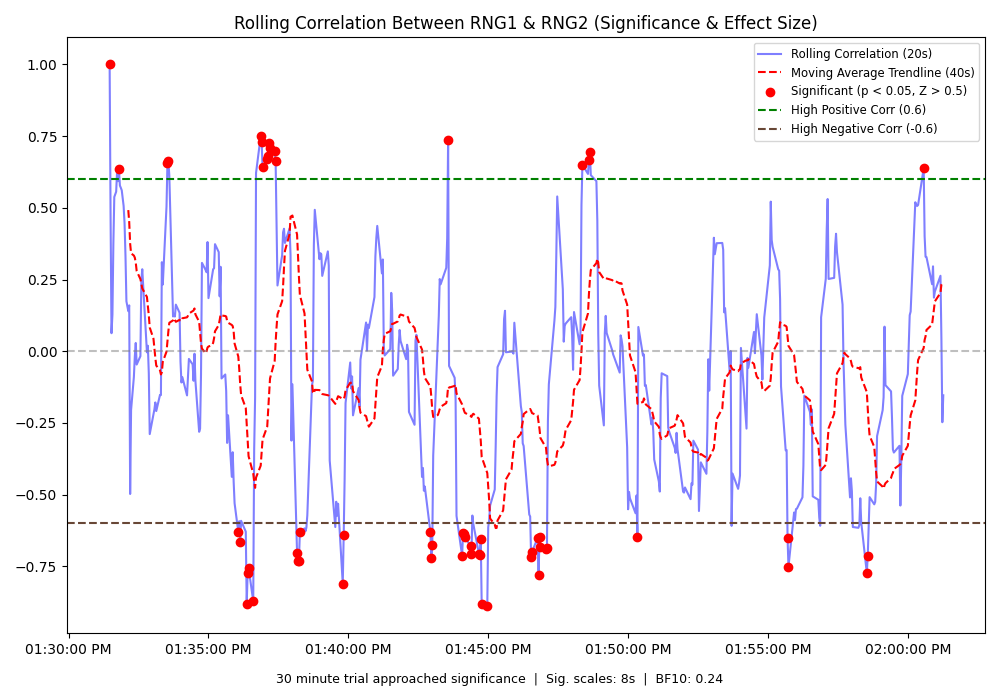 Rolling Correlation Between RNG1 & RNG2 (Significance & Effect Size)
Rolling Correlation (20s)
Moving Average Trendline (40s)
Significant (p < 0.05, Z > 0.5)
High Positive Corr (0.6)
High Negative Corr (-0.6)
1.00
0.75
0.50
0.25
0.00
−0.25
−0.50
−0.75
01:30:00 PM 01:35:00 PM 01:40:00 PM 01:45:00 PM 01:50:00 PM 01:55:00 PM 02:00:00 PM
30 minute trial approached significance | Sig. scales: 8s | BF10: 0.24